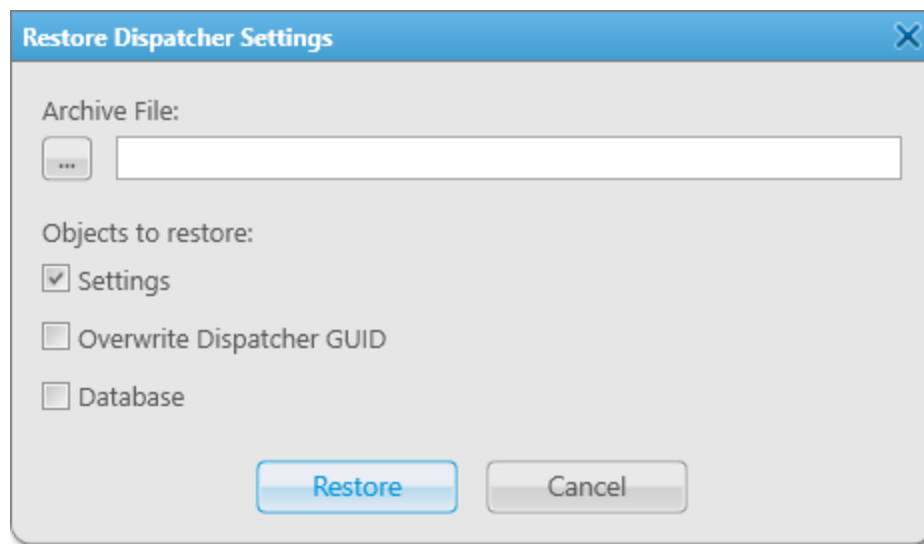 Restore Dispatcher Settings
Archive File:
...
Objects to restore:
Settings
Overwrite Dispatcher GUID
Database
Restore Cancel